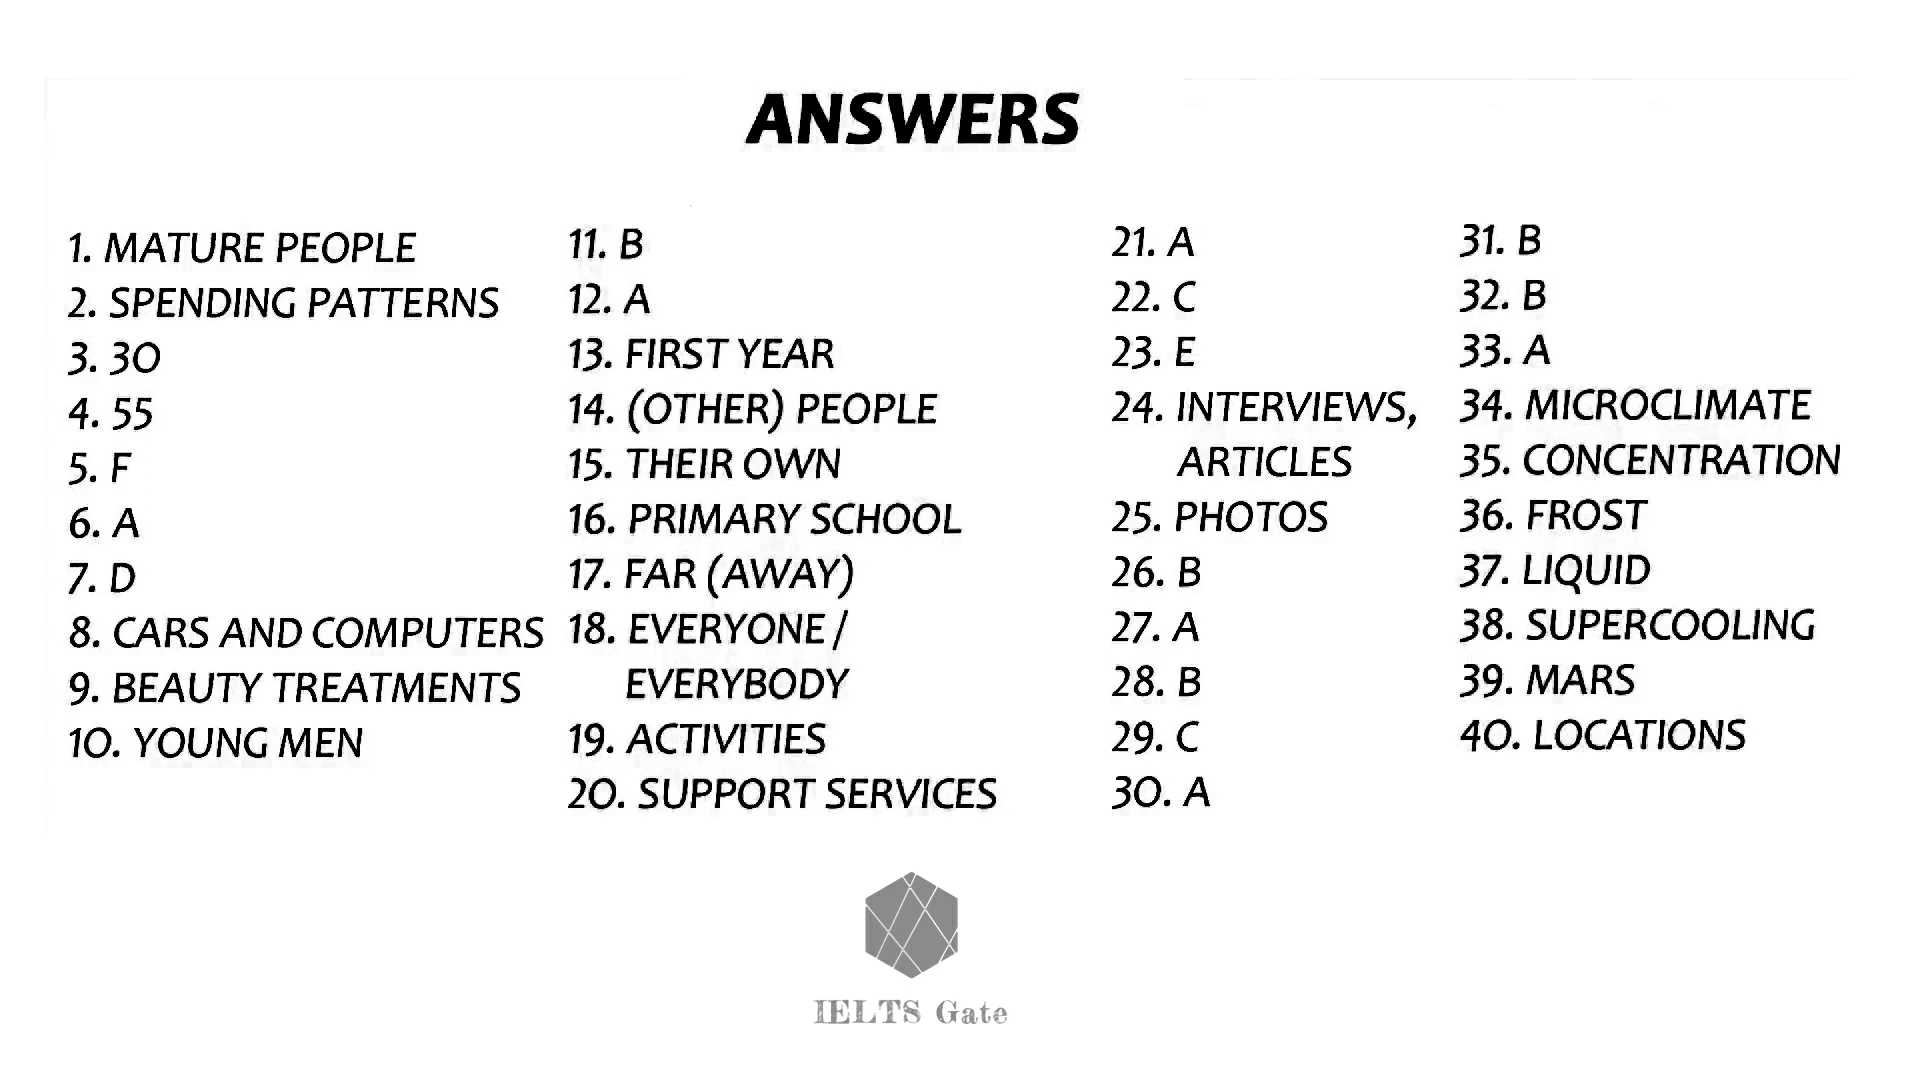 ANSWERS
1. MATURE PEOPLE
2. SPENDING PATTERNS
3. 30
4. 55
5. F
6. A
7. D
8. CARS AND COMPUTERS
9. BEAUTY TREATMENTS
10. YOUNG MEN
11. B
12. A
13. FIRST YEAR
14. (OTHER) PEOPLE
15. THEIR OWN
16. PRIMARY SCHOOL
17. FAR (AWAY)
18. EVERYONE /
EVERYBODY
19. ACTIVITIES
20. SUPPORT SERVICES
21. A
22. C
23. E
24. INTERVIEWS,
ARTICLES
25. PHOTOS
26. B
27. A
28. B
29. C
30. A
31. B
32. B
33. A
34. MICROCLIMATE
35. CONCENTRATION
36. FROST
37. LIQUID
38. SUPERCOOLING
39. MARS
40. LOCATIONS
IELTS Gate